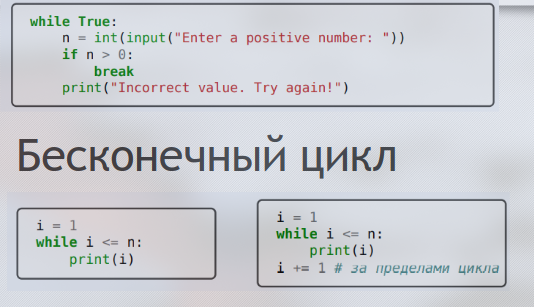 while True:
    n = int(input("Enter a positive number: "))
    if n > 0:
        break
    print("Incorrect value. Try again!")
Бесконечный цикл
i = 1
while i <= n:
    print(i)
i = 1
while i <= n:
    print(i)
i += 1 # за пределами цикла